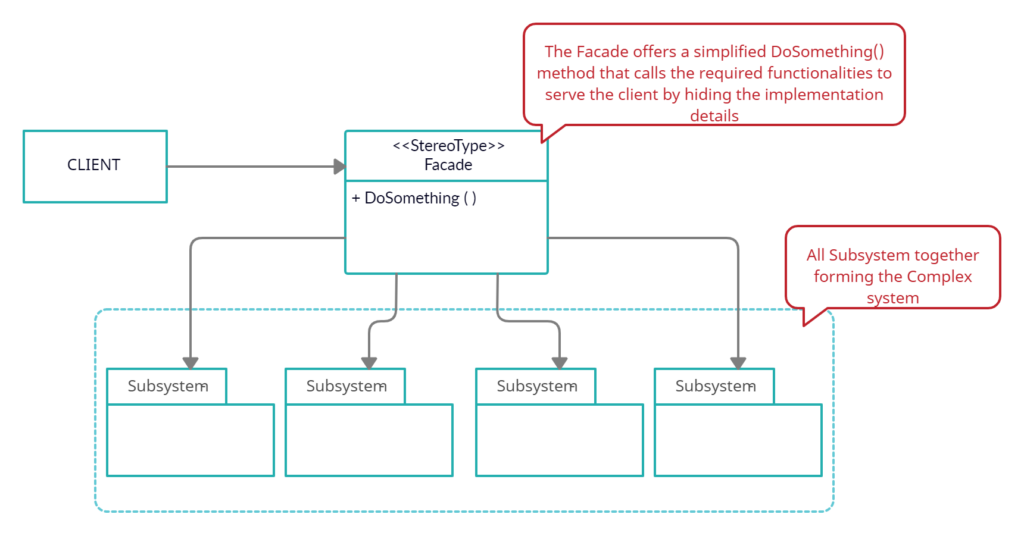 The Facade offers a simplified DoSomething()
method that calls the required functionalities to
serve the client by hiding the implementation
details
CLIENT
<<StereoType>>
Facade
+ DoSomething ( )
All Subsystem together
forming the Complex
system
Subsystem
Subsystem
Subsystem
Subsystem